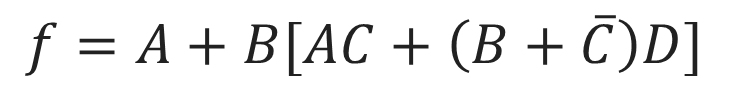 f = A + B[AC + (B + C̄)D]